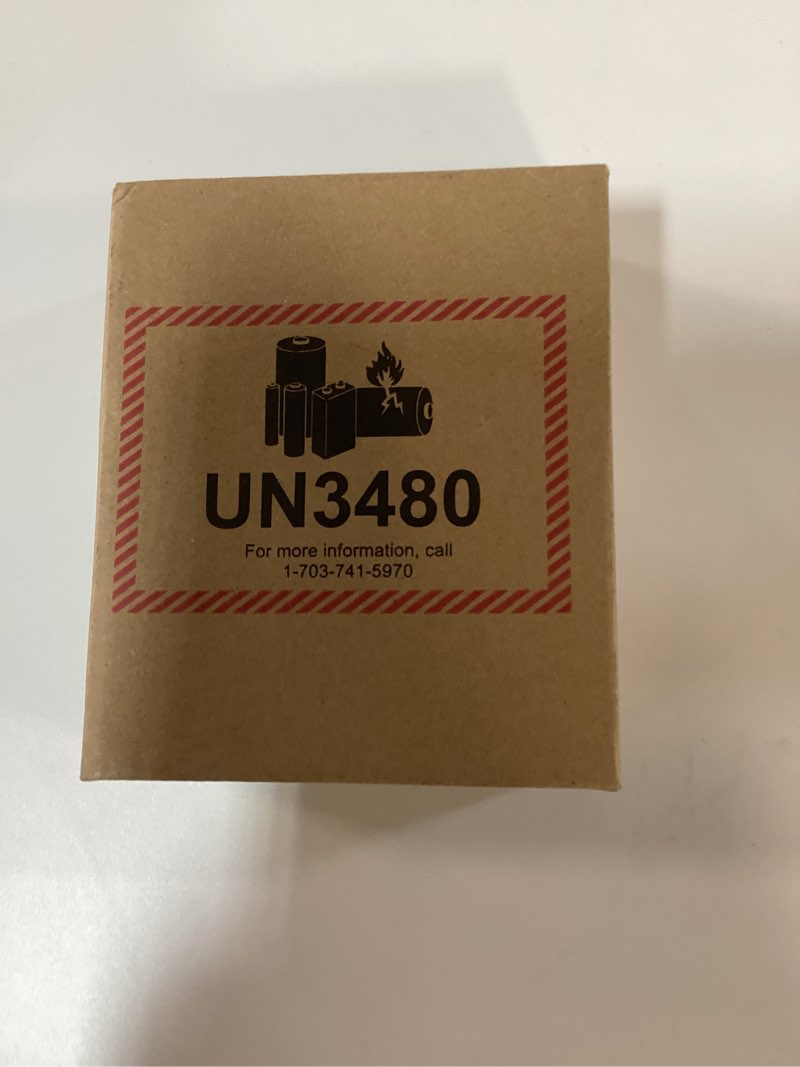 UN3480
For more information, call
1-703-741-5970